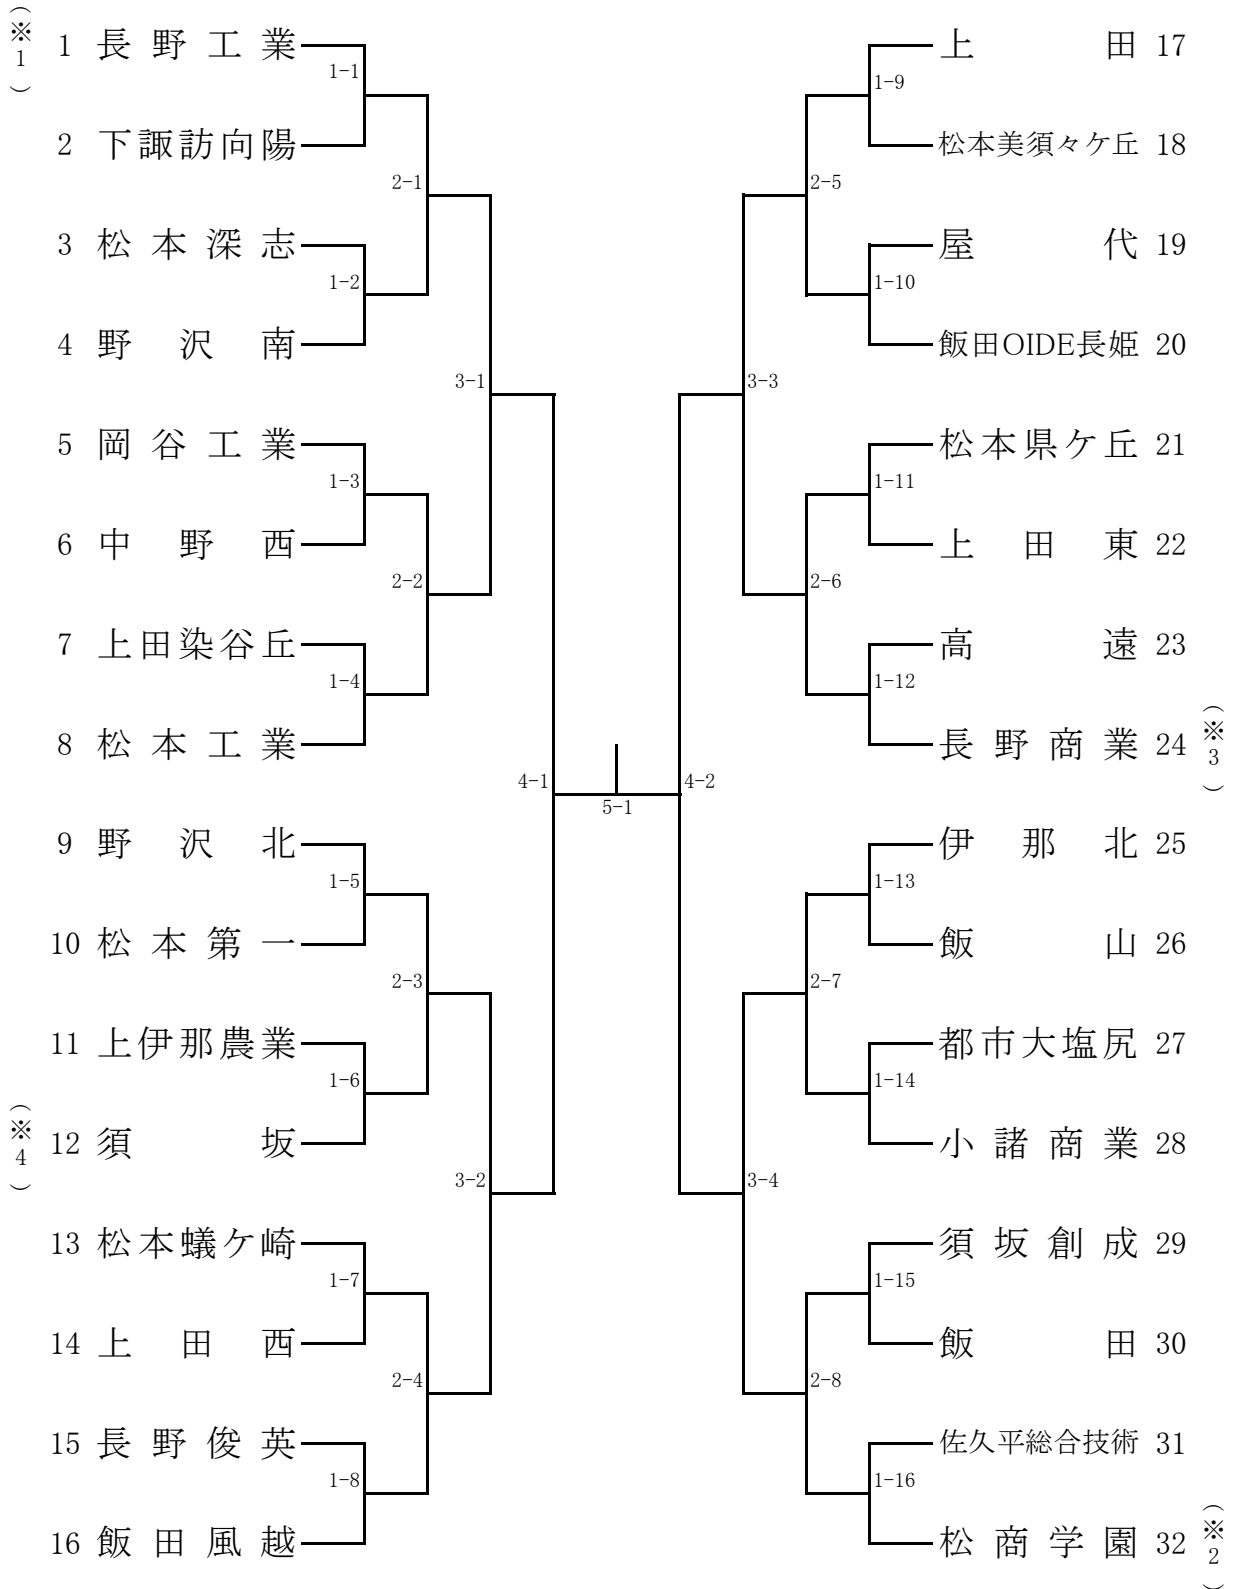 (※1)
1 長野工業
1-1
2 下諏訪向陽
2-1
3 松本深志
1-2
4 野沢南
3-1
5 岡谷工業
1-3
6 中野西
2-2
7 上田染谷丘
1-4
8 松本工業
4-1
9 野沢北
1-5
10 松本第一
2-3
11 上伊那農業
1-6
(※4)
12 須坂
3-2
13 松本蟻ケ崎
1-7
14 上田西
2-4
15 長野俊英
1-8
16 飯田風越
5-1
上田 17
1-9
松本美須々ケ丘 18
2-5
屋代 19
1-10
飯田OIDE長姫 20
3-3
松本県ケ丘 21
1-11
上田東 22
2-6
高遠 23
1-12
長野商業 24
(※3)
4-2
伊那北 25
1-13
飯山 26
2-7
都市大塩尻 27
1-14
小諸商業 28
3-4
須坂創成 29
1-15
飯田 30
2-8
佐久平総合技術 31
1-16
松商学園 32
(※2)